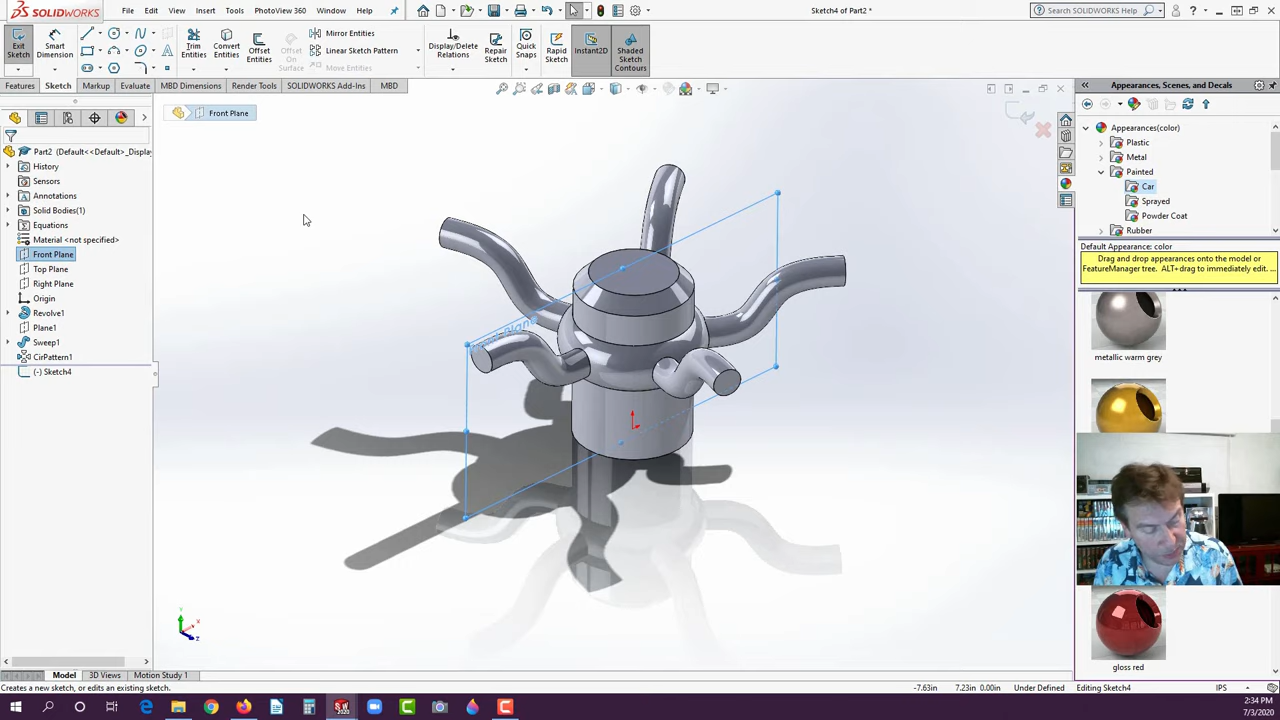 SOLIDWORKS
File
Edit
View
Insert
Tools
PhotoView 360
Window
Help
Sketch4 of Part2 *
Search SOLIDWORKS Help
Exit Sketch
Smart Dimension
Trim Entities
Convert Entities
Offset Entities
Offset On Surface
Mirror Entities
Linear Sketch Pattern
Move Entities
Display/Delete Relations
Repair Sketch
Quick Snaps
Rapid Sketch
Instant2D
Shaded Sketch Contours
Features
Sketch
Markup
Evaluate
MBD Dimensions
Render Tools
SOLIDWORKS Add-Ins
MBD
Front Plane
Part2 (Default<<Default>_Display
History
Sensors
Annotations
Solid Bodies(1)
Equations
Material <not specified>
Front Plane
Top Plane
Right Plane
Origin
Revolve1
Plane1
Sweep1
CirPattern1
(-) Sketch4
Front Plane
Appearances, Scenes, and Decals
Appearances(color)
Plastic
Metal
Painted
Car
Sprayed
Powder Coat
Rubber
Default Appearance: color
Drag and drop appearances onto the model or
FeatureManager tree. ALT+drag to immediately edit. ...
metallic warm grey
gloss red
Model
3D Views
Motion Study 1
Creates a new sketch, or edits an existing sketch.
-7.63in
7.23in
0.00in
Under Defined
Editing Sketch4
IPS
2:34 PM
7/3/2020